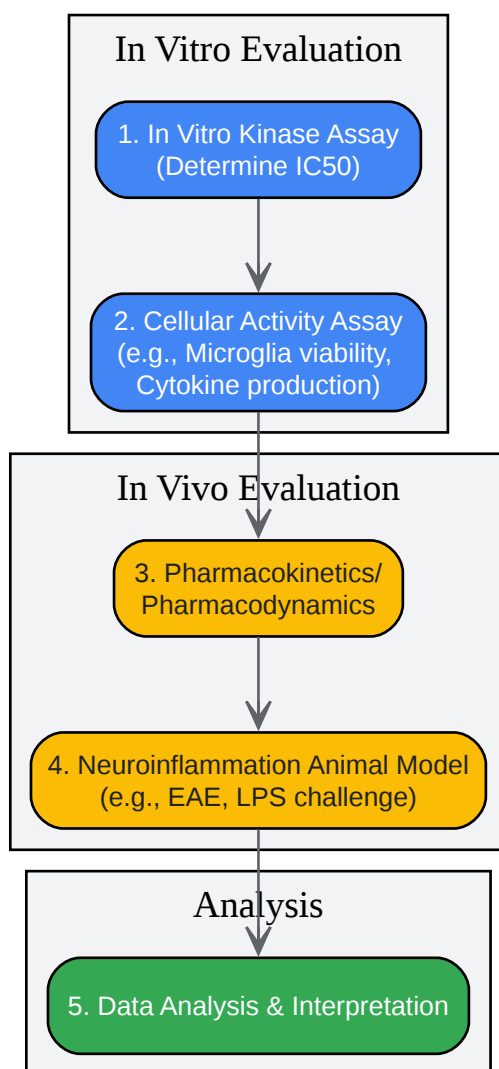 In Vitro Evaluation
1. In Vitro Kinase Assay
(Determine IC50)
2. Cellular Activity Assay
(e.g., Microglia viability,
Cytokine production)
In Vivo Evaluation
3. Pharmacokinetics/
Pharmacodynamics
4. Neuroinflammation Animal Model
(e.g., EAE, LPS challenge)
Analysis
5. Data Analysis & Interpretation